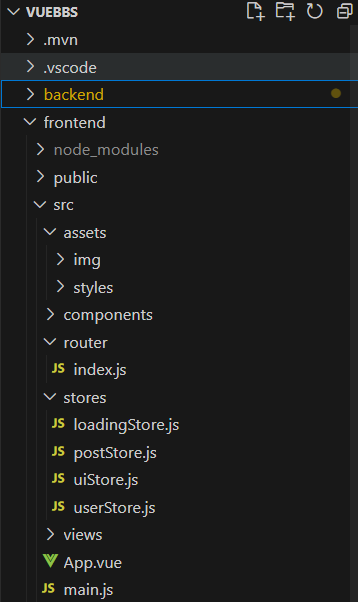 VUEBBS
.mvn
.vscode
backend
frontend
node_modules
public
src
assets
img
styles
components
router
JS index.js
stores
JS loadingStore.js
JS postStore.js
JS uiStore.js
JS userStore.js
views
App.vue
JS main.js